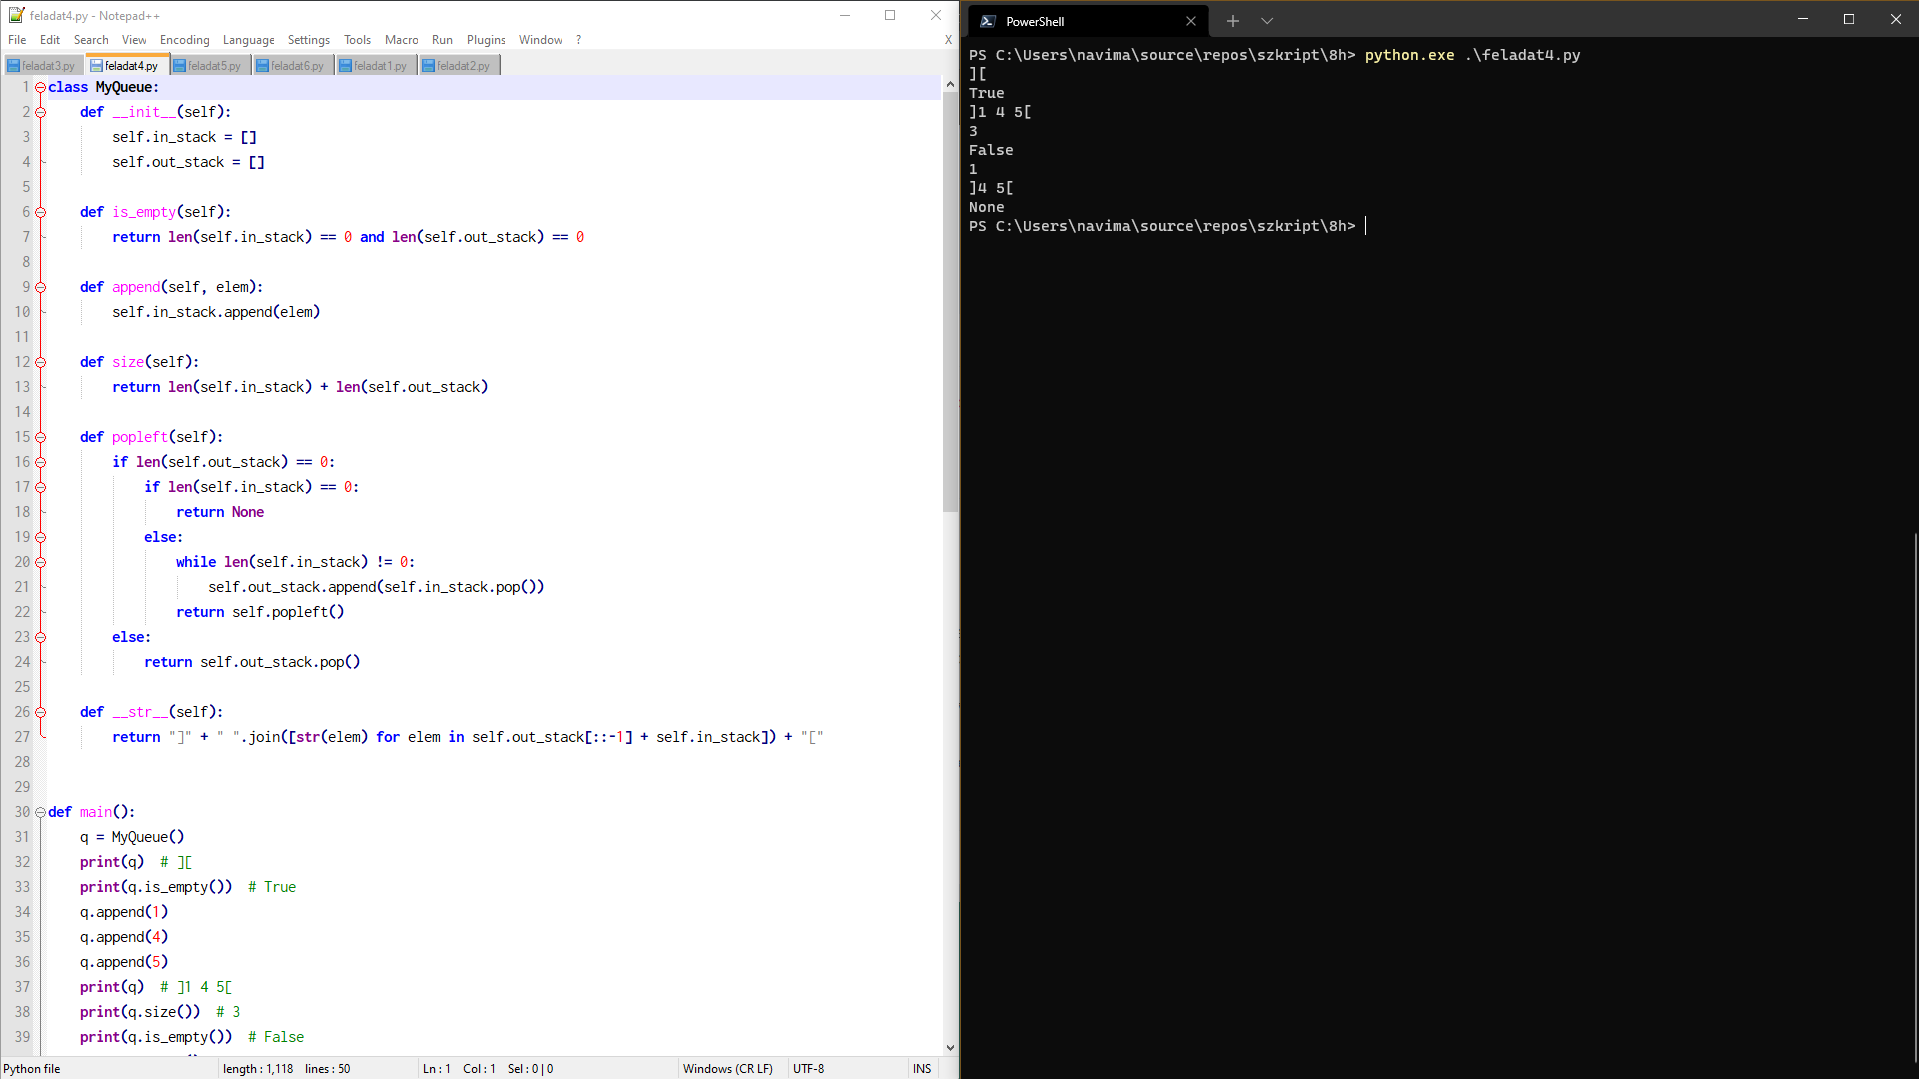 feladat4.py - Notepad++
File Edit Search View Encoding Language Settings Tools Macro Run Plugins Window ? X
feladat3.py feladat4.py feladat5.py feladat6.py feladat1.py feladat2.py
1 class MyQueue:
2     def __init__(self):
3         self.in_stack = []
4         self.out_stack = []
5
6     def is_empty(self):
7         return len(self.in_stack) == 0 and len(self.out_stack) == 0
8
9     def append(self, elem):
10         self.in_stack.append(elem)
11
12     def size(self):
13         return len(self.in_stack) + len(self.out_stack)
14
15     def popleft(self):
16         if len(self.out_stack) == 0:
17             if len(self.in_stack) == 0:
18                 return None
19             else:
20                 while len(self.in_stack) != 0:
21                     self.out_stack.append(self.in_stack.pop())
22                 return self.popleft()
23         else:
24             return self.out_stack.pop()
25
26     def __str__(self):
27         return "]" + " ".join([str(elem) for elem in self.out_stack[::-1] + self.in_stack]) + "["
28
29
30 def main():
31     q = MyQueue()
32     print(q)  # ][
33     print(q.is_empty())  # True
34     q.append(1)
35     q.append(4)
36     q.append(5)
37     print(q)  # ]1 4 5[
38     print(q.size())  # 3
39     print(q.is_empty())  # False
Python file length : 1,118 lines : 50 Ln : 1 Col : 1 Sel : 0 | 0 Windows (CR LF) UTF-8 INS
PowerShell
PS C:\Users\navima\source\repos\szkript\8h> python.exe .\feladat4.py
][
True
]1 4 5[
3
False
1
]4 5[
None
PS C:\Users\navima\source\repos\szkript\8h>